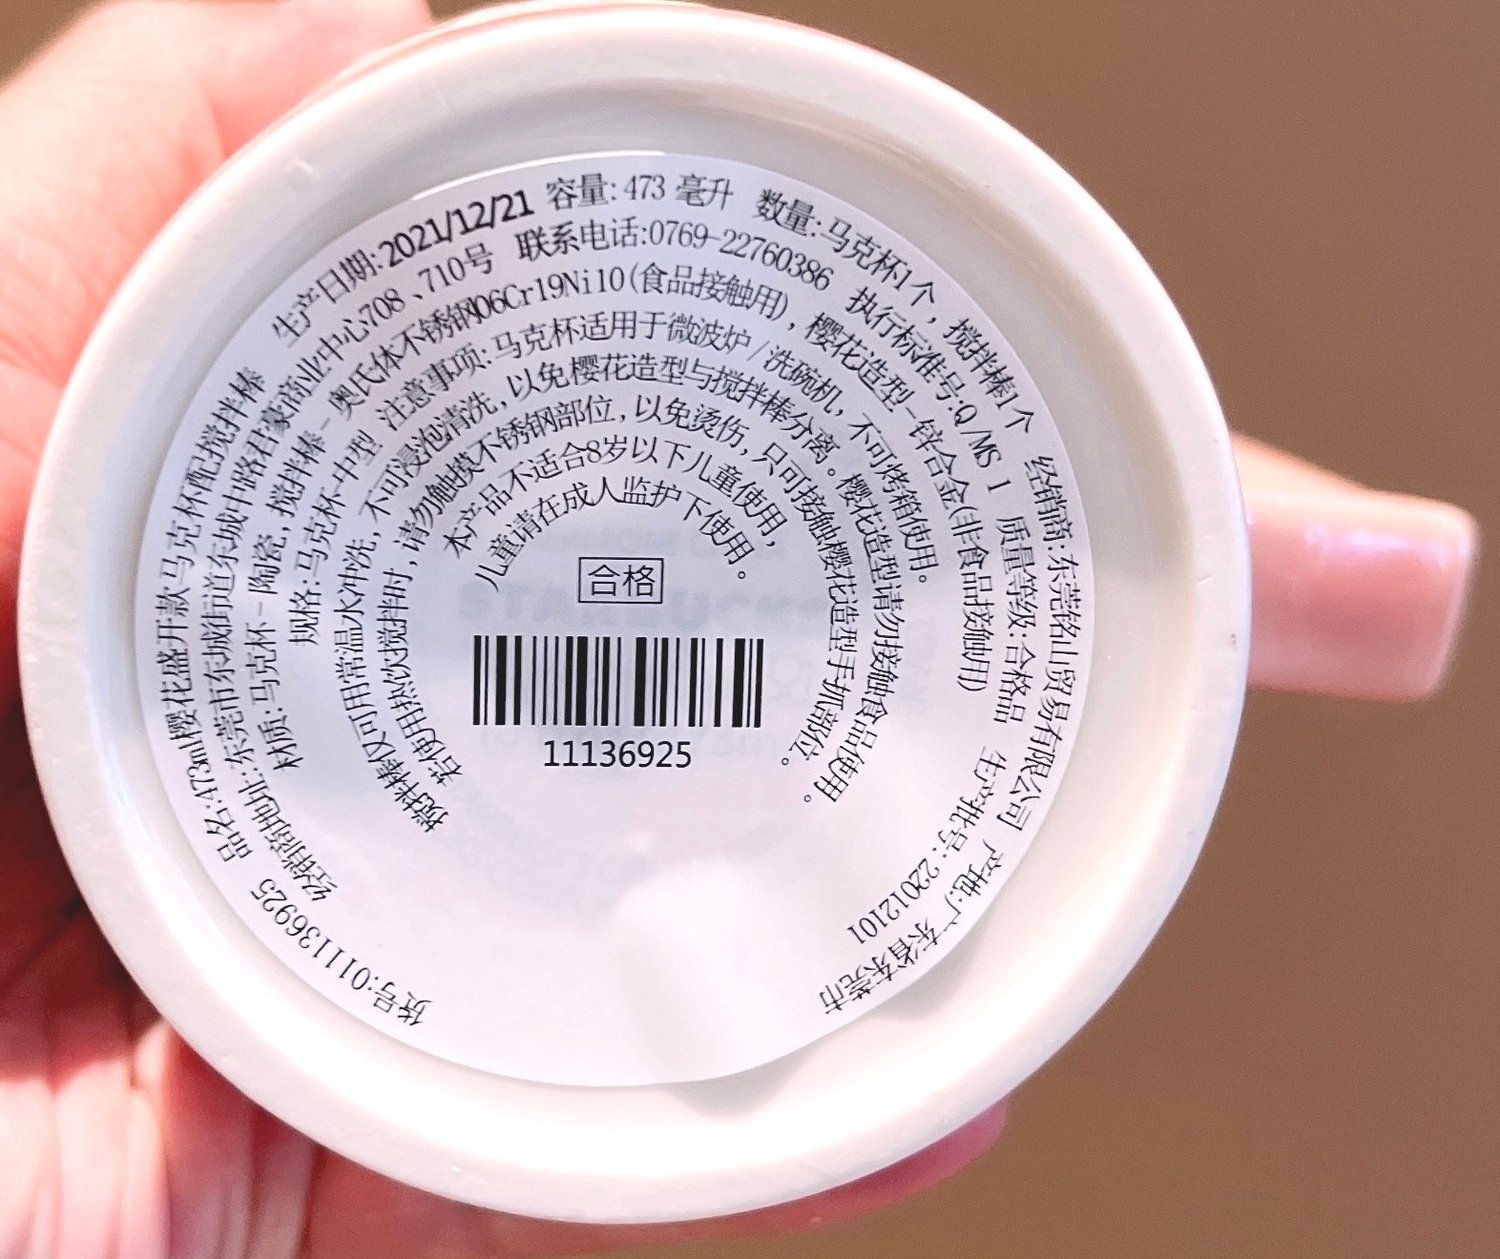 货号:011136925 品名:473ml樱花盛开款马克杯配搅拌棒 生产日期:2021/12/21 容量:473 毫升 数量:马克杯1个，搅拌棒1个 经销商:东莞铭山贸易有限公司 产地:广东省东莞市
经销商地址:东莞市东城街道东城中路君豪商业中心708、710号 联系电话:0769-22760386 执行标准号:Q/MS 1 质量等级:合格品 生产批号:22012101
材质:马克杯-陶瓷，搅拌棒-奥氏体不锈钢06Cr19Ni10(食品接触用)，樱花造型-锌合金(非食品接触用)
规格:马克杯-中型 注意事项:马克杯适用于微波炉/洗碗机，不可烤箱使用。
搅拌棒仅可用常温水冲洗，不可浸泡清洗，以免樱花造型与搅拌棒分离。樱花造型请勿接触食品使用。
若使用热饮搅拌时，请勿触摸不锈钢部位，以免烫伤，只可接触樱花造型手抓部位。
本产品不适合8岁以下儿童使用，
儿童请在成人监护下使用。
合格
11136925